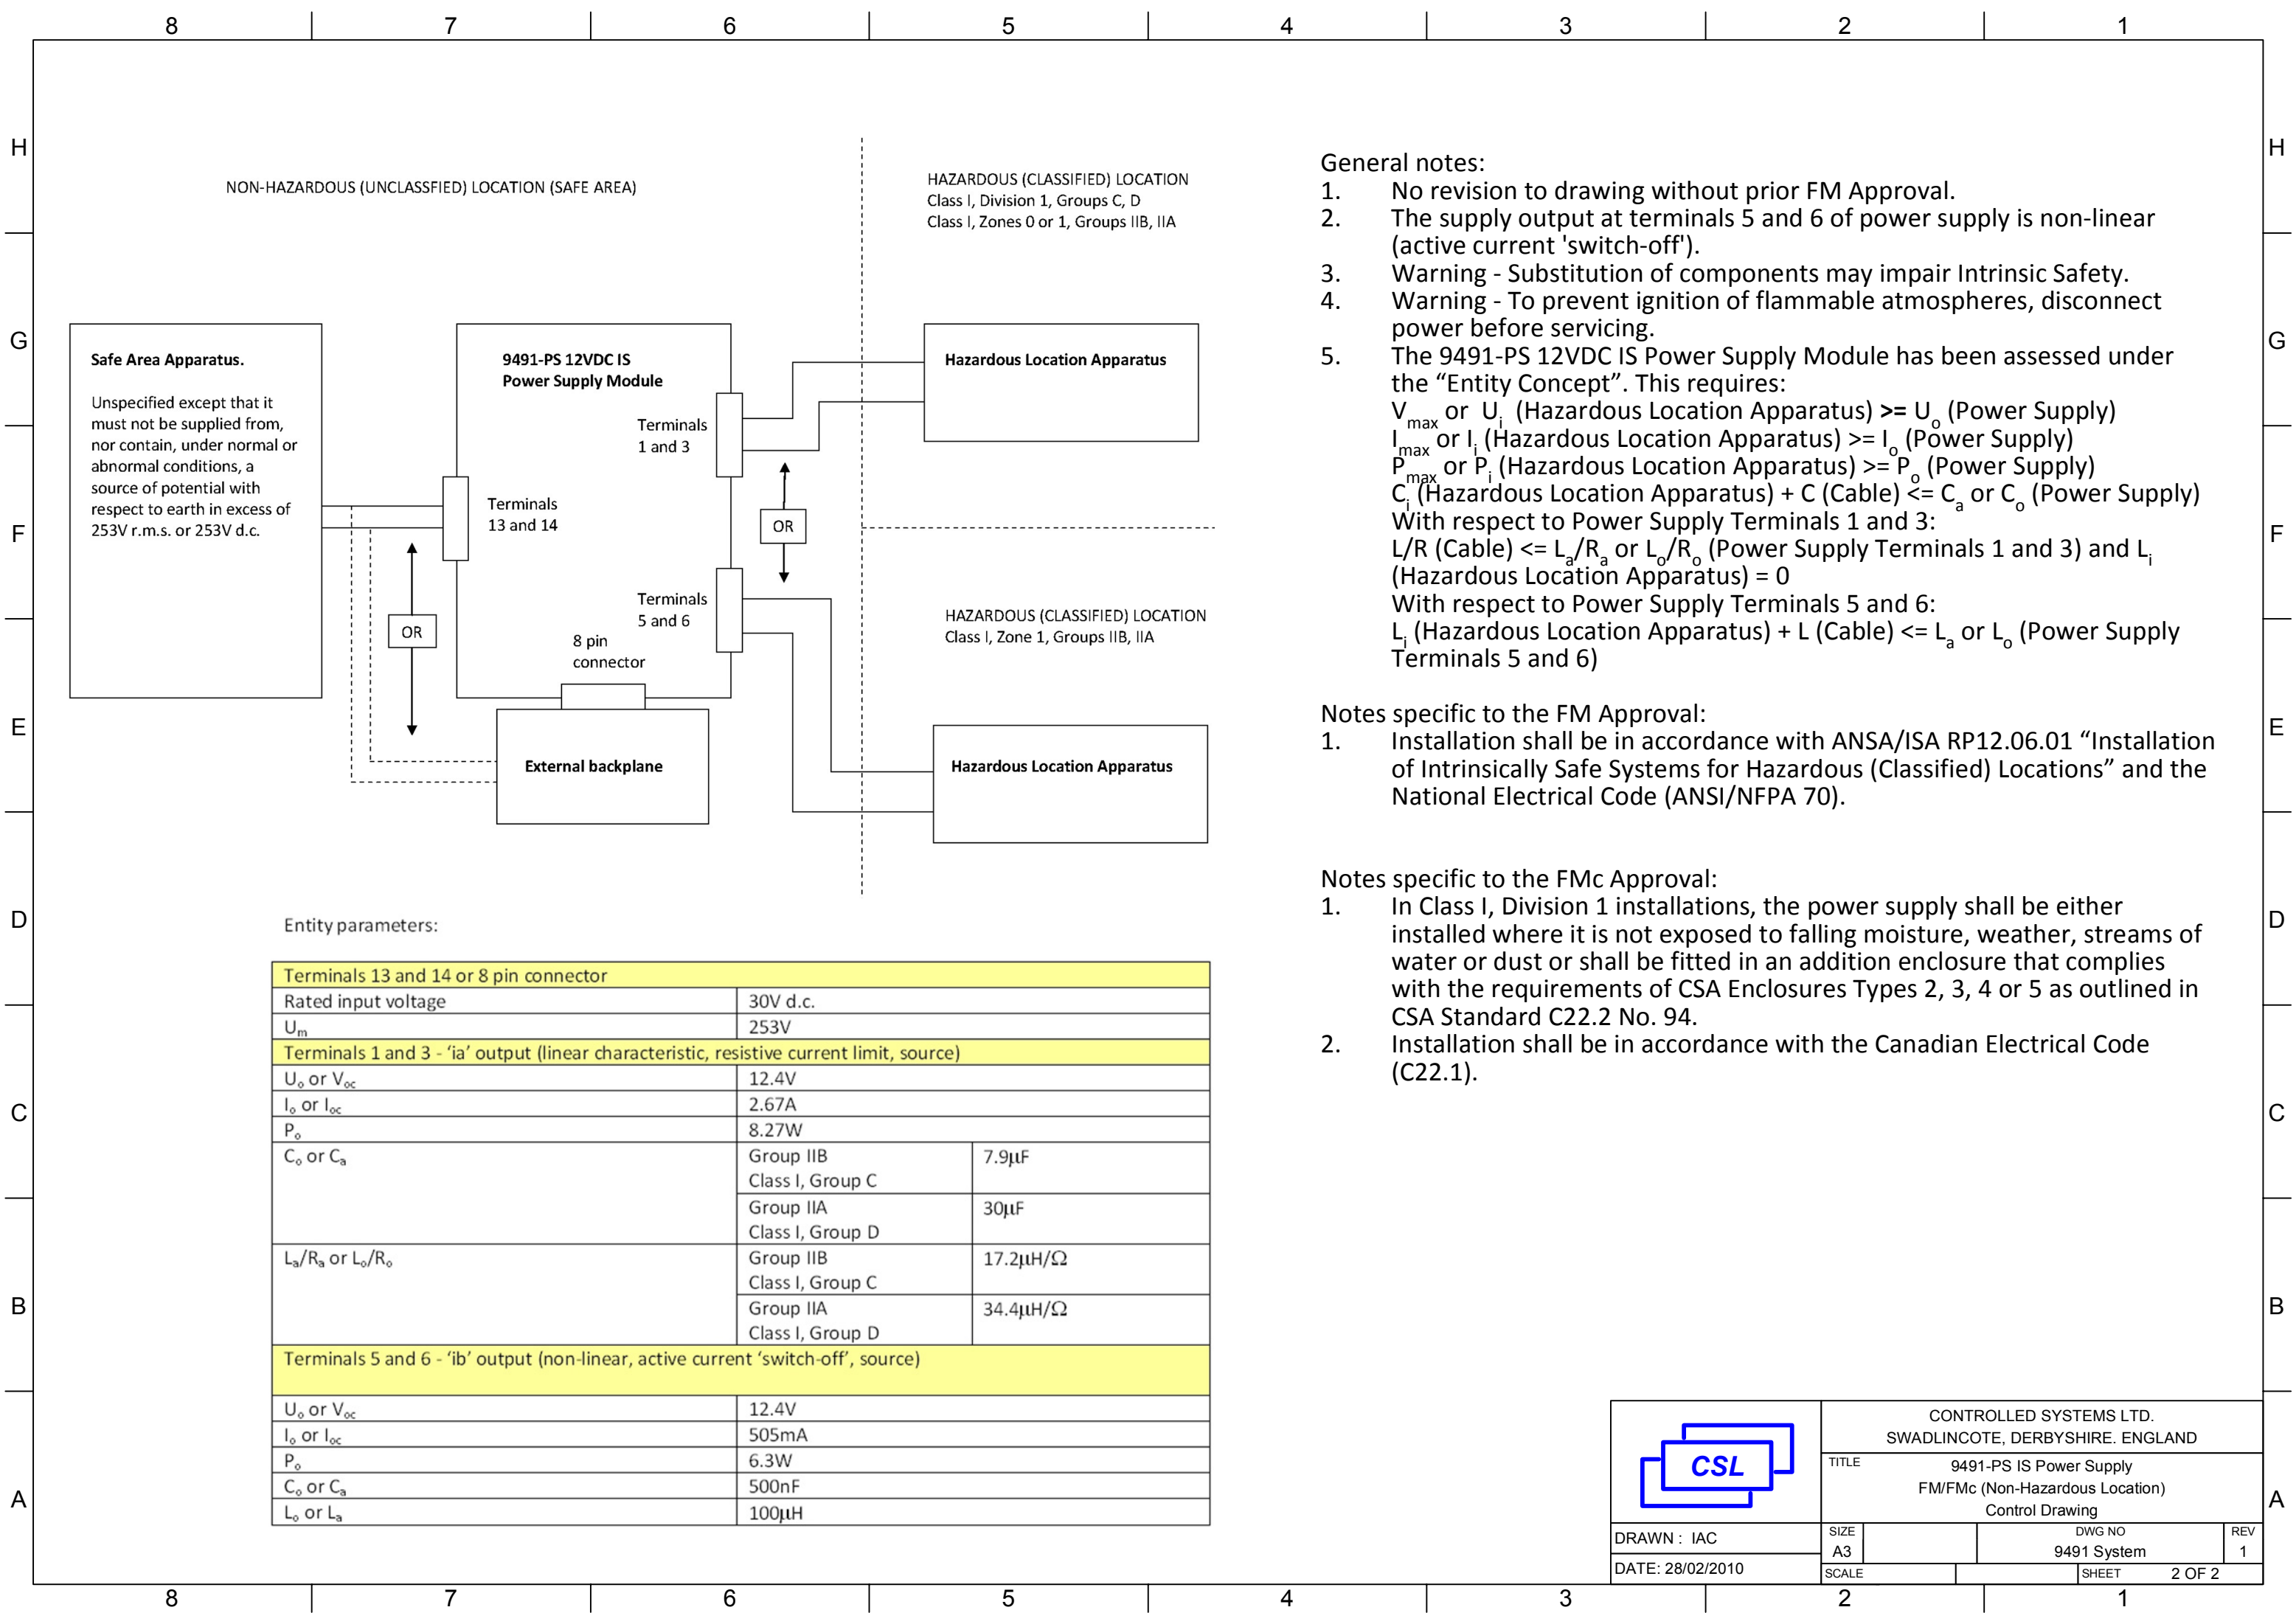 8 7 6 5 4 3 2 1
H
H
NON-HAZARDOUS (UNCLASSFIED) LOCATION (SAFE AREA)
HAZARDOUS (CLASSIFIED) LOCATION
Class I, Division 1, Groups C, D
Class I, Zones 0 or 1, Groups IIB, IIA
G
G
Safe Area Apparatus.
Unspecified except that it
must not be supplied from,
nor contain, under normal or
abnormal conditions, a
source of potential with
respect to earth in excess of
253V r.m.s. or 253V d.c.
9491-PS 12VDC IS
Power Supply Module
Terminals
1 and 3
Terminals
13 and 14
Terminals
5 and 6
8 pin
connector
Hazardous Location Apparatus
OR
OR
F
F
HAZARDOUS (CLASSIFIED) LOCATION
Class I, Zone 1, Groups IIB, IIA
E
E
External backplane
Hazardous Location Apparatus
General notes:
1. No revision to drawing without prior FM Approval.
2. The supply output at terminals 5 and 6 of power supply is non-linear
(active current 'switch-off').
3. Warning - Substitution of components may impair Intrinsic Safety.
4. Warning - To prevent ignition of flammable atmospheres, disconnect
power before servicing.
5. The 9491-PS 12VDC IS Power Supply Module has been assessed under
the “Entity Concept”. This requires:
Vmax or Ui (Hazardous Location Apparatus) >= Uo (Power Supply)
Imax or Ii (Hazardous Location Apparatus) >= Io (Power Supply)
Pmax or Pi (Hazardous Location Apparatus) >= Po (Power Supply)
Ci (Hazardous Location Apparatus) + C (Cable) <= Ca or Co (Power Supply)
With respect to Power Supply Terminals 1 and 3:
L/R (Cable) <= La/Ra or Lo/Ro (Power Supply Terminals 1 and 3) and Li
(Hazardous Location Apparatus) = 0
With respect to Power Supply Terminals 5 and 6:
Li (Hazardous Location Apparatus) + L (Cable) <= La or Lo (Power Supply
Terminals 5 and 6)
Notes specific to the FM Approval:
1. Installation shall be in accordance with ANSA/ISA RP12.06.01 “Installation
of Intrinsically Safe Systems for Hazardous (Classified) Locations” and the
National Electrical Code (ANSI/NFPA 70).
Notes specific to the FMc Approval:
1. In Class I, Division 1 installations, the power supply shall be either
installed where it is not exposed to falling moisture, weather, streams of
water or dust or shall be fitted in an addition enclosure that complies
with the requirements of CSA Enclosures Types 2, 3, 4 or 5 as outlined in
CSA Standard C22.2 No. 94.
2. Installation shall be in accordance with the Canadian Electrical Code
(C22.1).
D
D
Entity parameters:
Terminals 13 and 14 or 8 pin connector
Rated input voltage 30V d.c.
Um 253V
Terminals 1 and 3 - ‘ia’ output (linear characteristic, resistive current limit, source)
Uo or Voc 12.4V
Io or Ioc 2.67A
Po 8.27W
Co or Ca Group IIB 7.9µF
Class I, Group C
Group IIA 30µF
Class I, Group D
La/Ra or Lo/Ro Group IIB 17.2µH/Ω
Class I, Group C
Group IIA 34.4µH/Ω
Class I, Group D
Terminals 5 and 6 - ‘ib’ output (non-linear, active current ‘switch-off’, source)
Uo or Voc 12.4V
Io or Ioc 505mA
Po 6.3W
Co or Ca 500nF
Lo or La 100µH
C
C
B
B
A
A
CSL
CONTROLLED SYSTEMS LTD.
SWADLINCOTE, DERBYSHIRE. ENGLAND
TITLE 9491-PS IS Power Supply
FM/FMc (Non-Hazardous Location)
Control Drawing
DRAWN : IAC
DATE: 28/02/2010
SIZE DWG NO REV
A3 9491 System 1
SCALE SHEET 2 OF 2
8 7 6 5 4 3 2 1